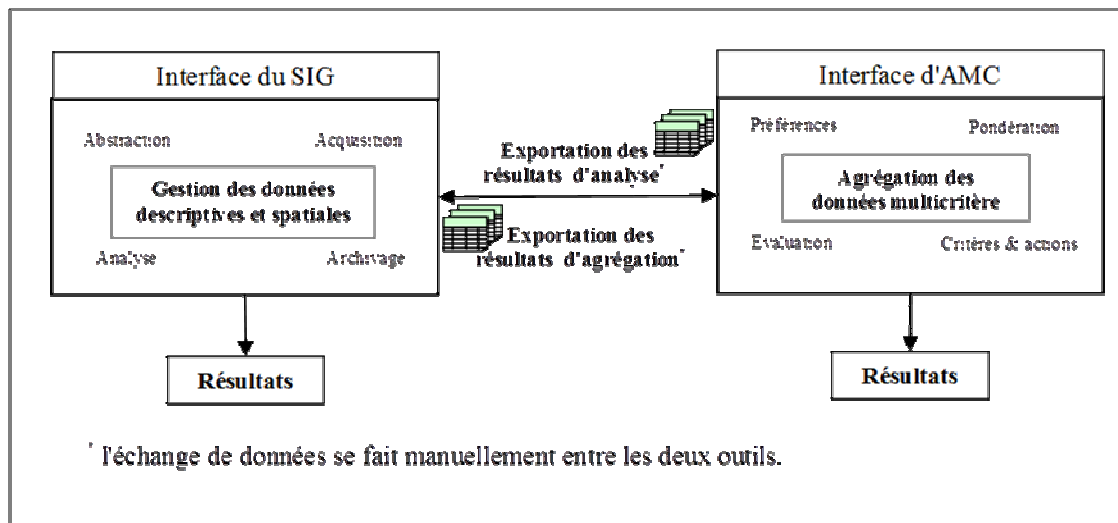 Interface du SIG
Abstraction
Acquisition
Gestion des données
descriptives et spatiales
Analyse
Archivage
Résultats
Exportation des
résultats d'analyse*
Exportation des
résultats d'agrégation*
Interface d'AMC
Préférences
Pondération
Agrégation des
données multicritère
Evaluation
Critères & actions
Résultats
* l'échange de données se fait manuellement entre les deux outils.